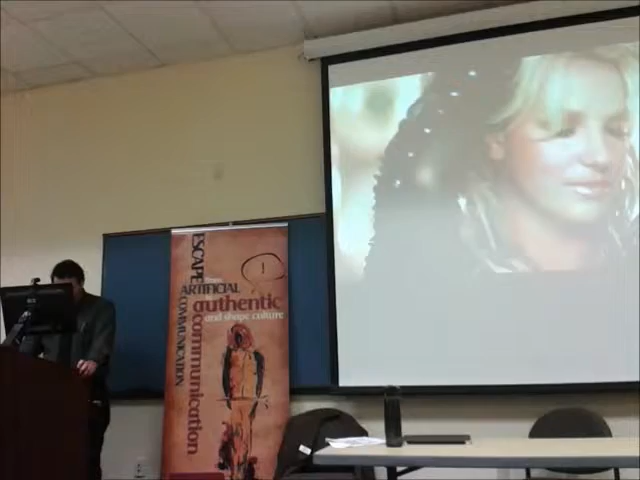 ESCAPE
ARTIFICIAL
COMMUNICATION
!
authentic
and shape culture
communication